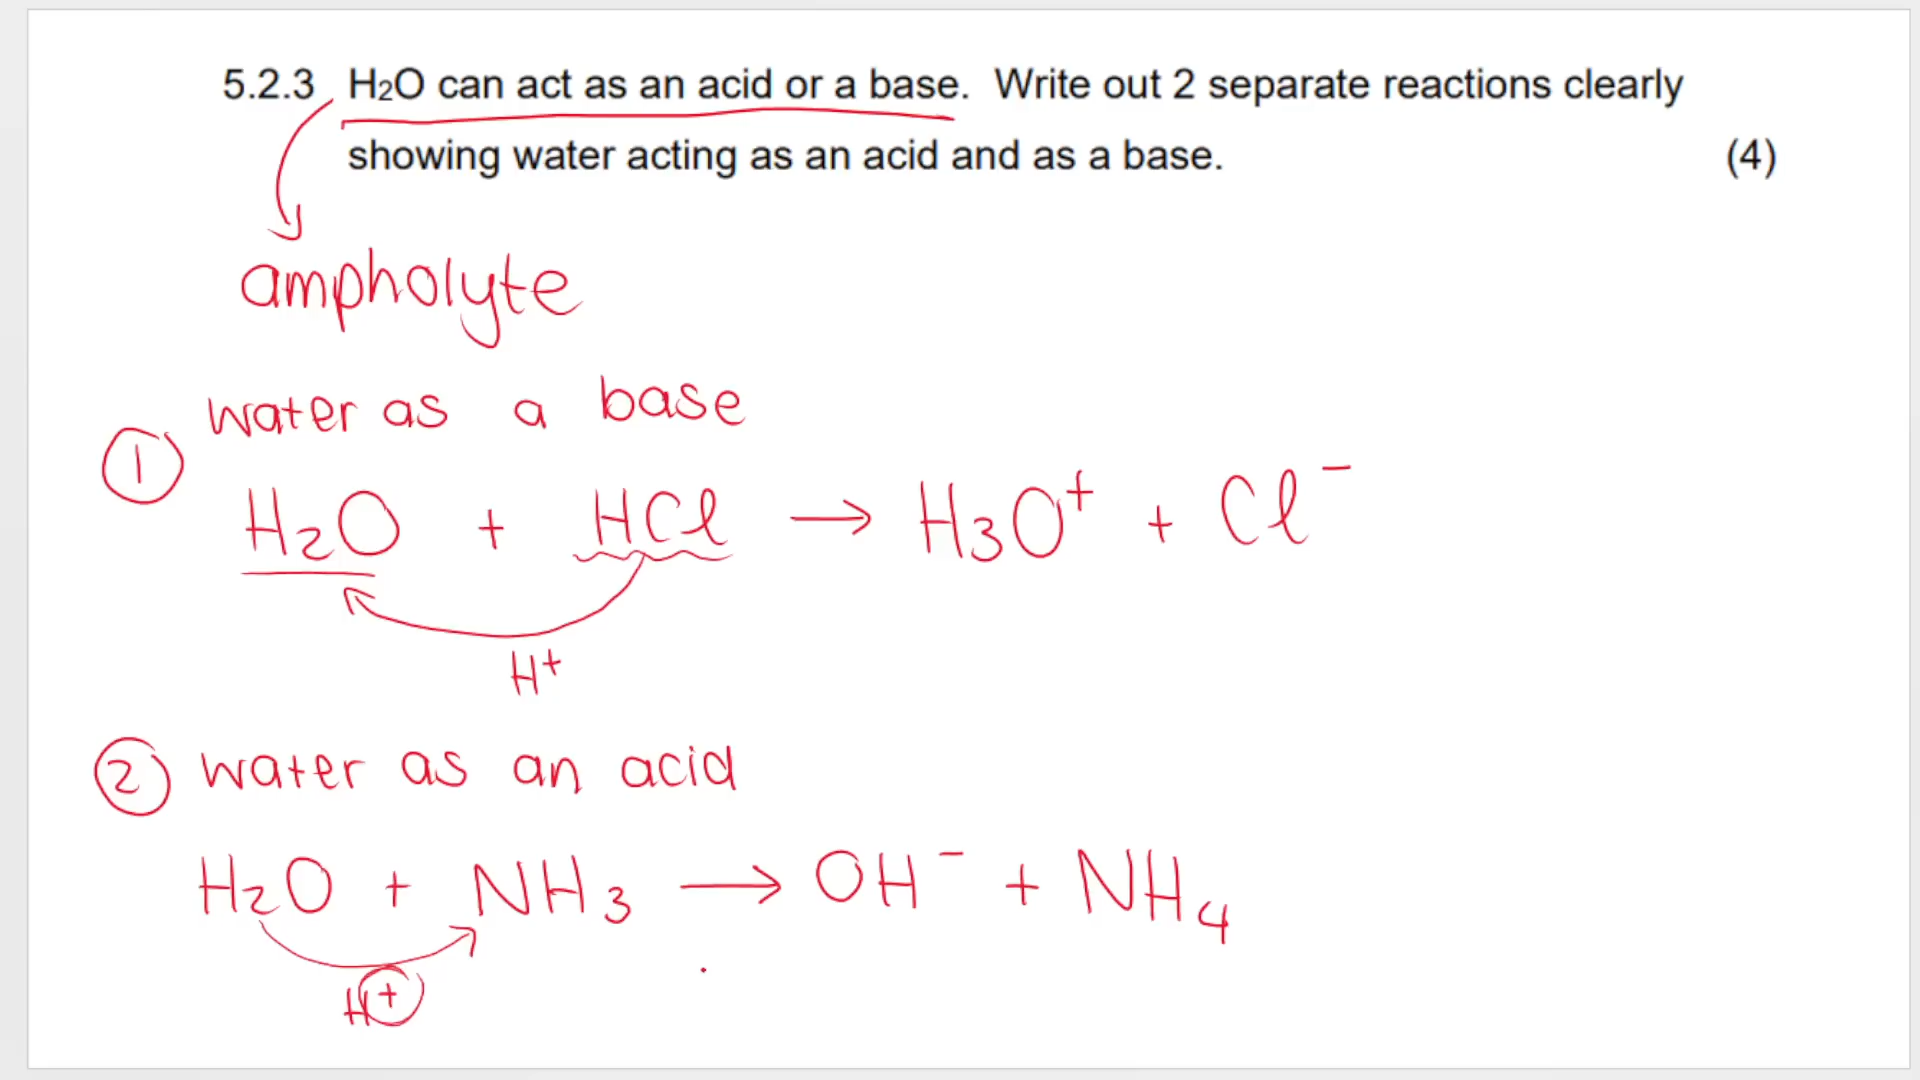 5.2.3 H₂O can act as an acid or a base. Write out 2 separate reactions clearly
showing water acting as an acid and as a base. (4)
ampholyte
① water as a base
H₂O + HCl → H₃O⁺ + Cl⁻
H⁺
② water as an acid
H₂O + NH₃ → OH⁻ + NH₄
H⁺